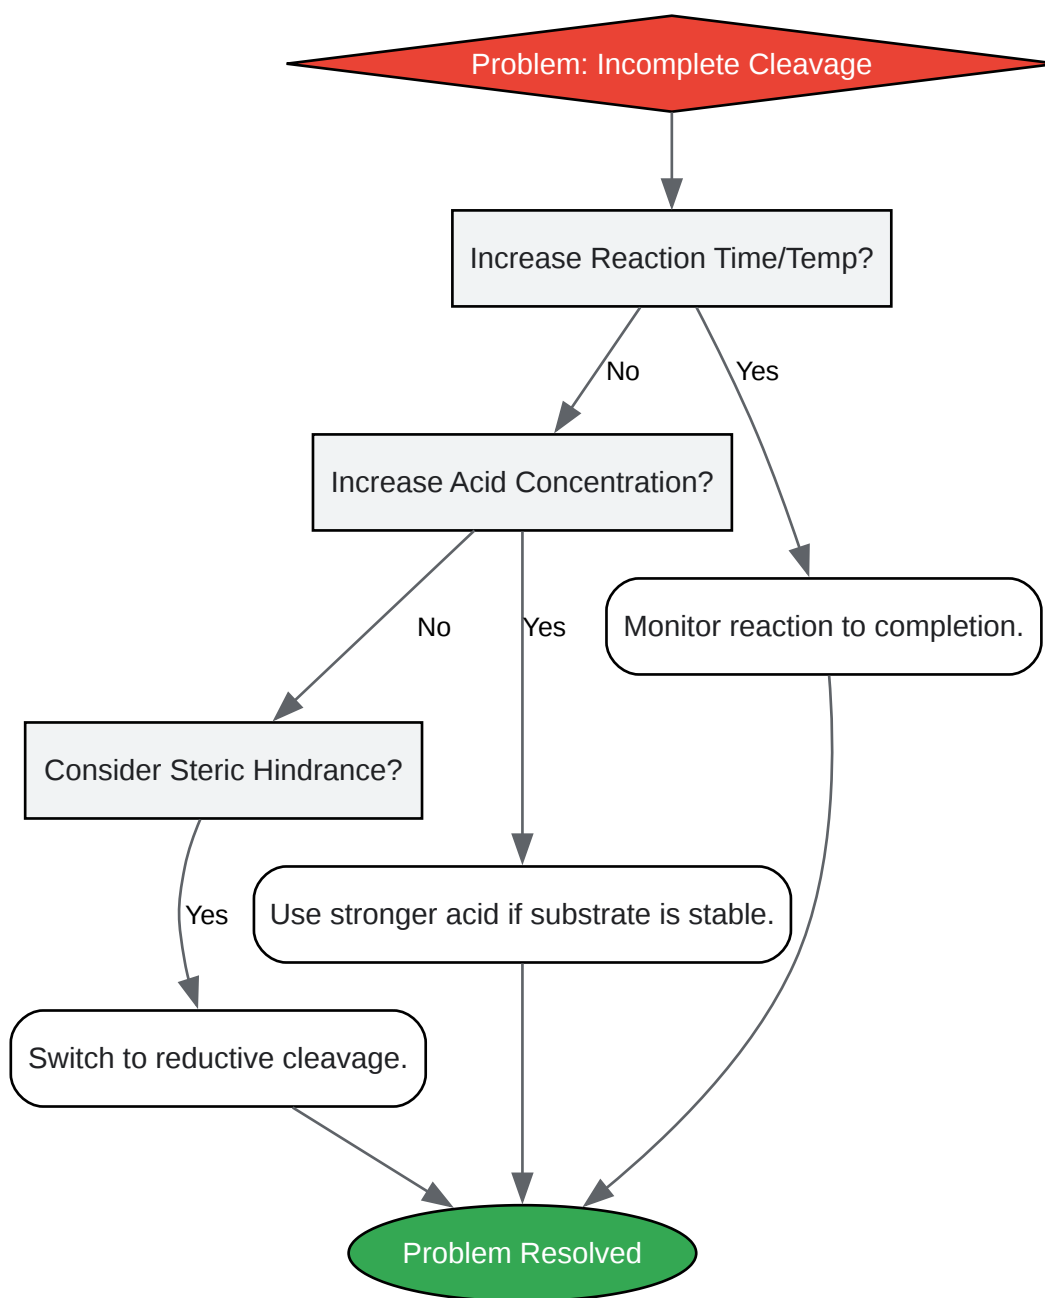 Problem: Incomplete Cleavage
Increase Reaction Time/Temp?
No
Yes
Increase Acid Concentration?
No
Yes
Monitor reaction to completion.
Consider Steric Hindrance?
Yes
Use stronger acid if substrate is stable.
Switch to reductive cleavage.
Problem Resolved